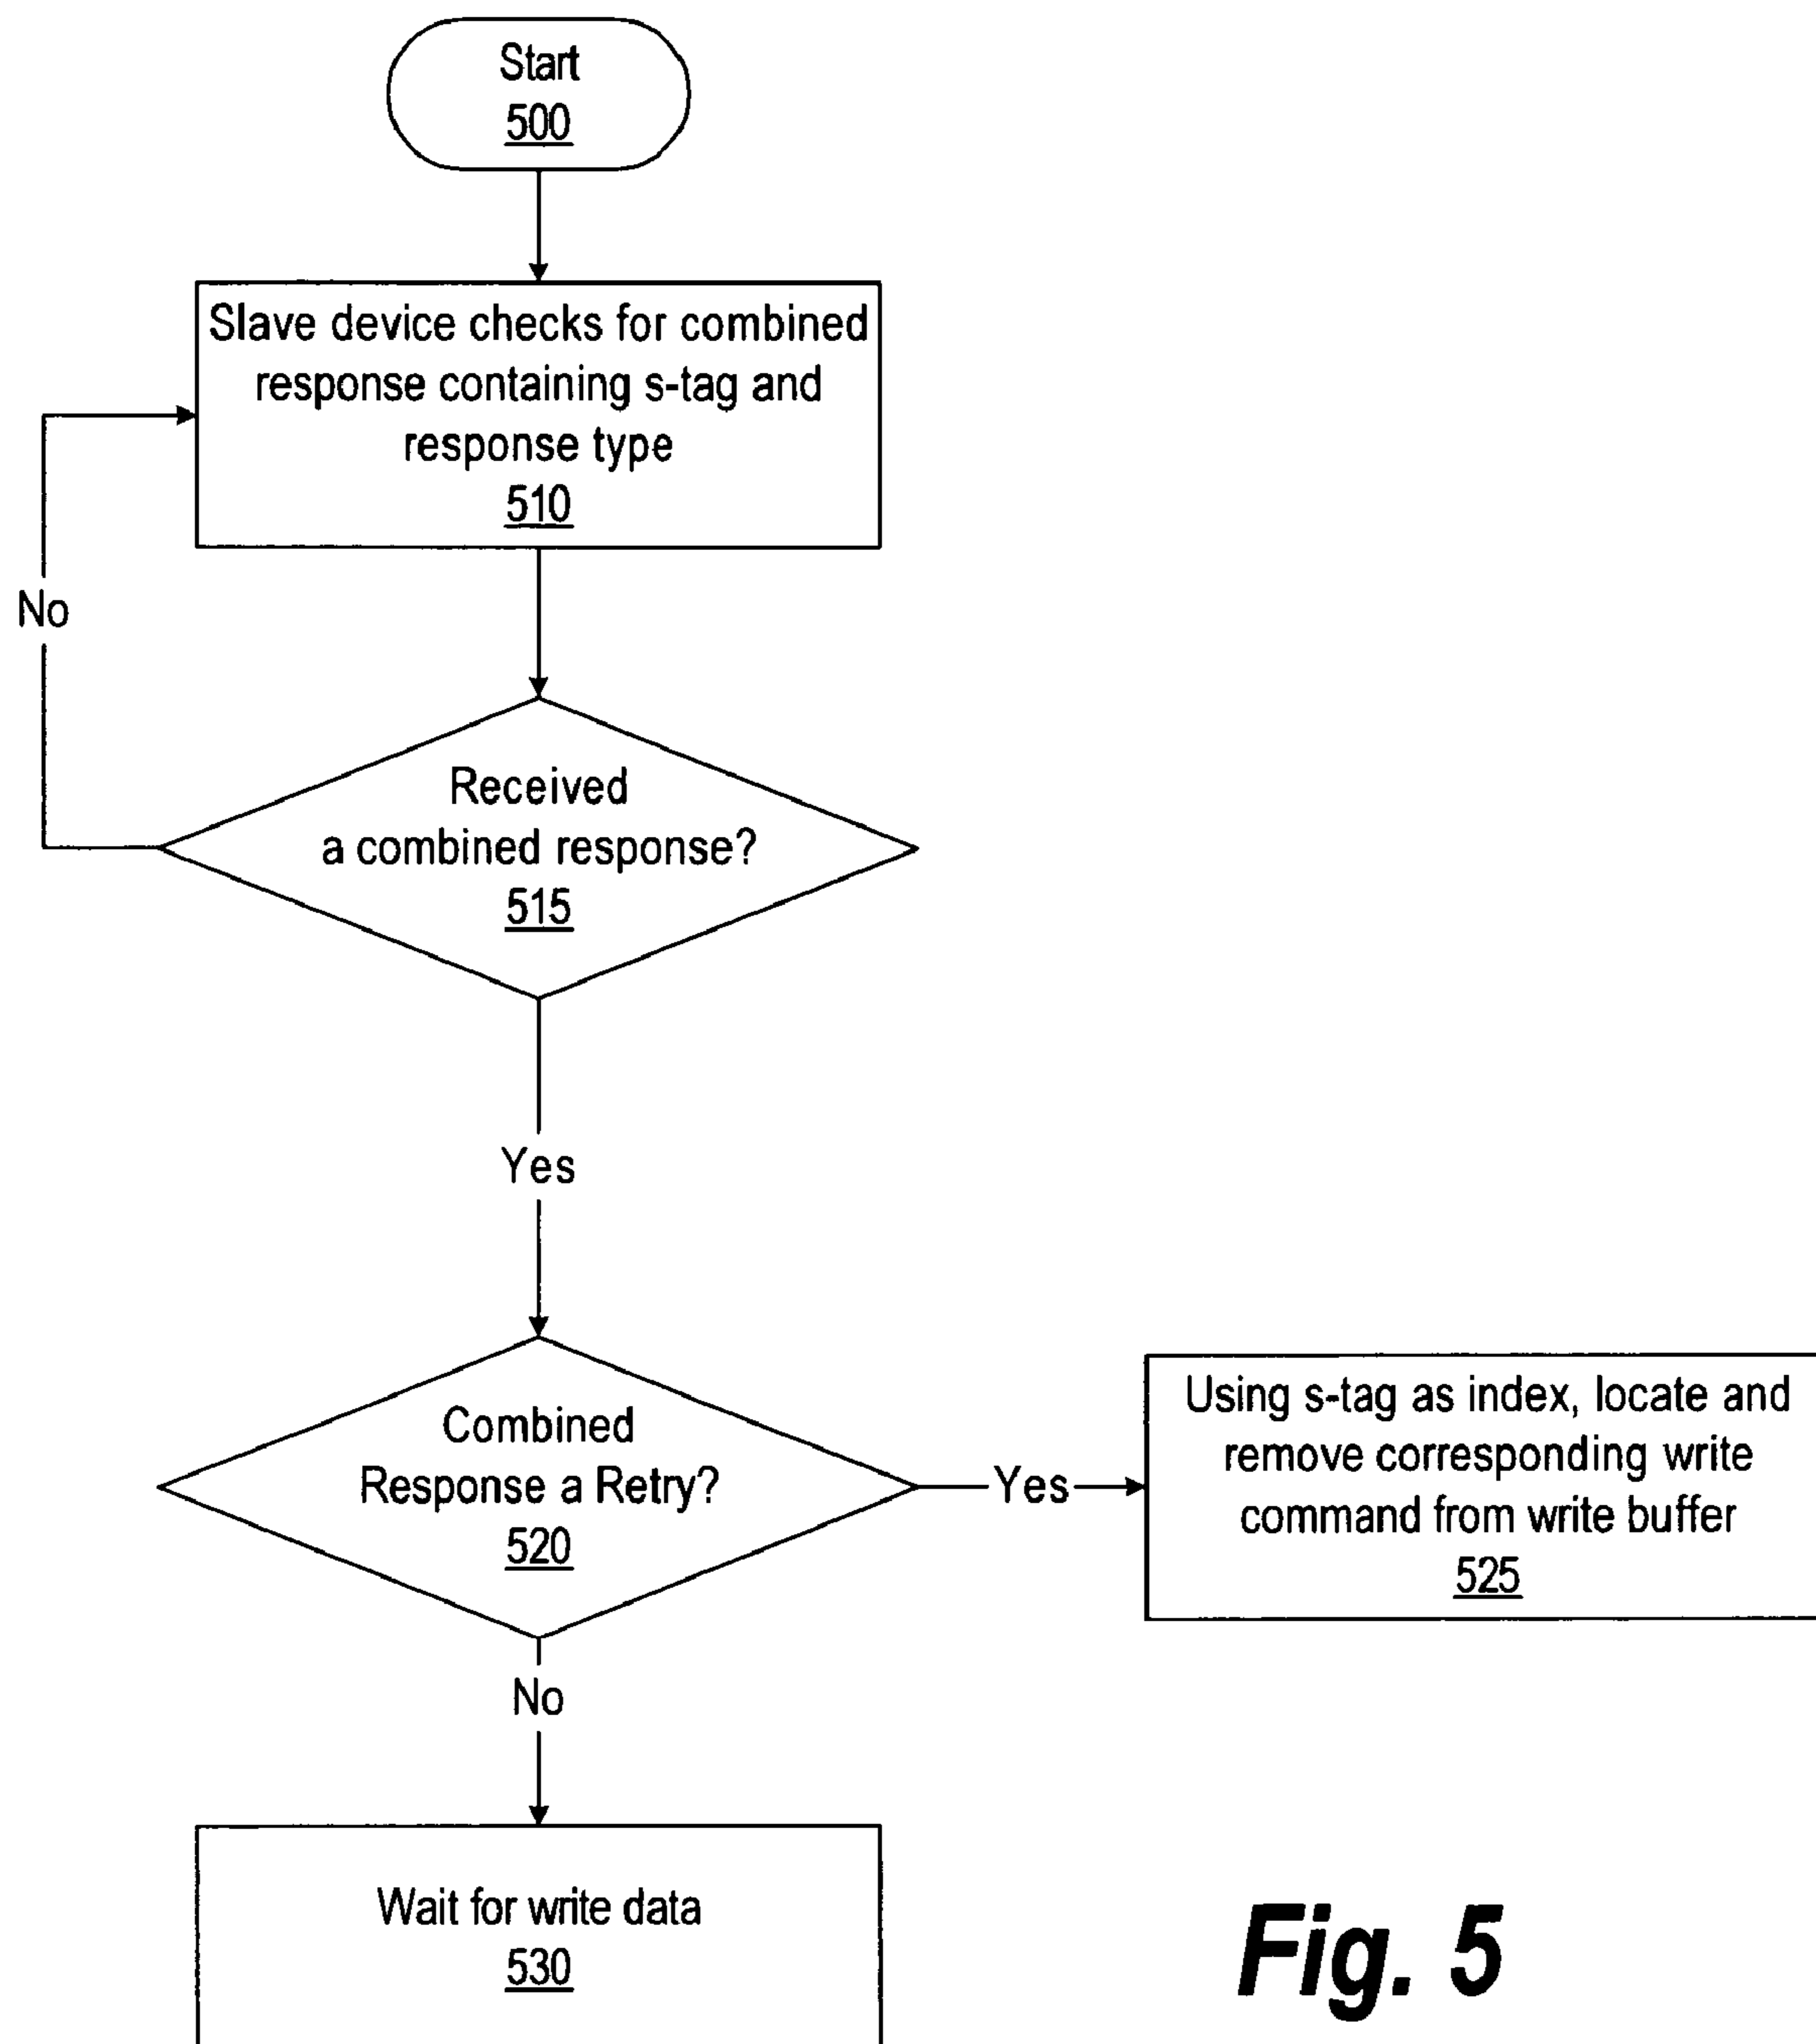 Start
500
Slave device checks for combined
response containing s-tag and
response type
510
No
Received
a combined response?
515
Yes
Combined
Response a Retry?
520
Yes
Using s-tag as index, locate and
remove corresponding write
command from write buffer
525
No
Wait for write data
530
Fig. 5